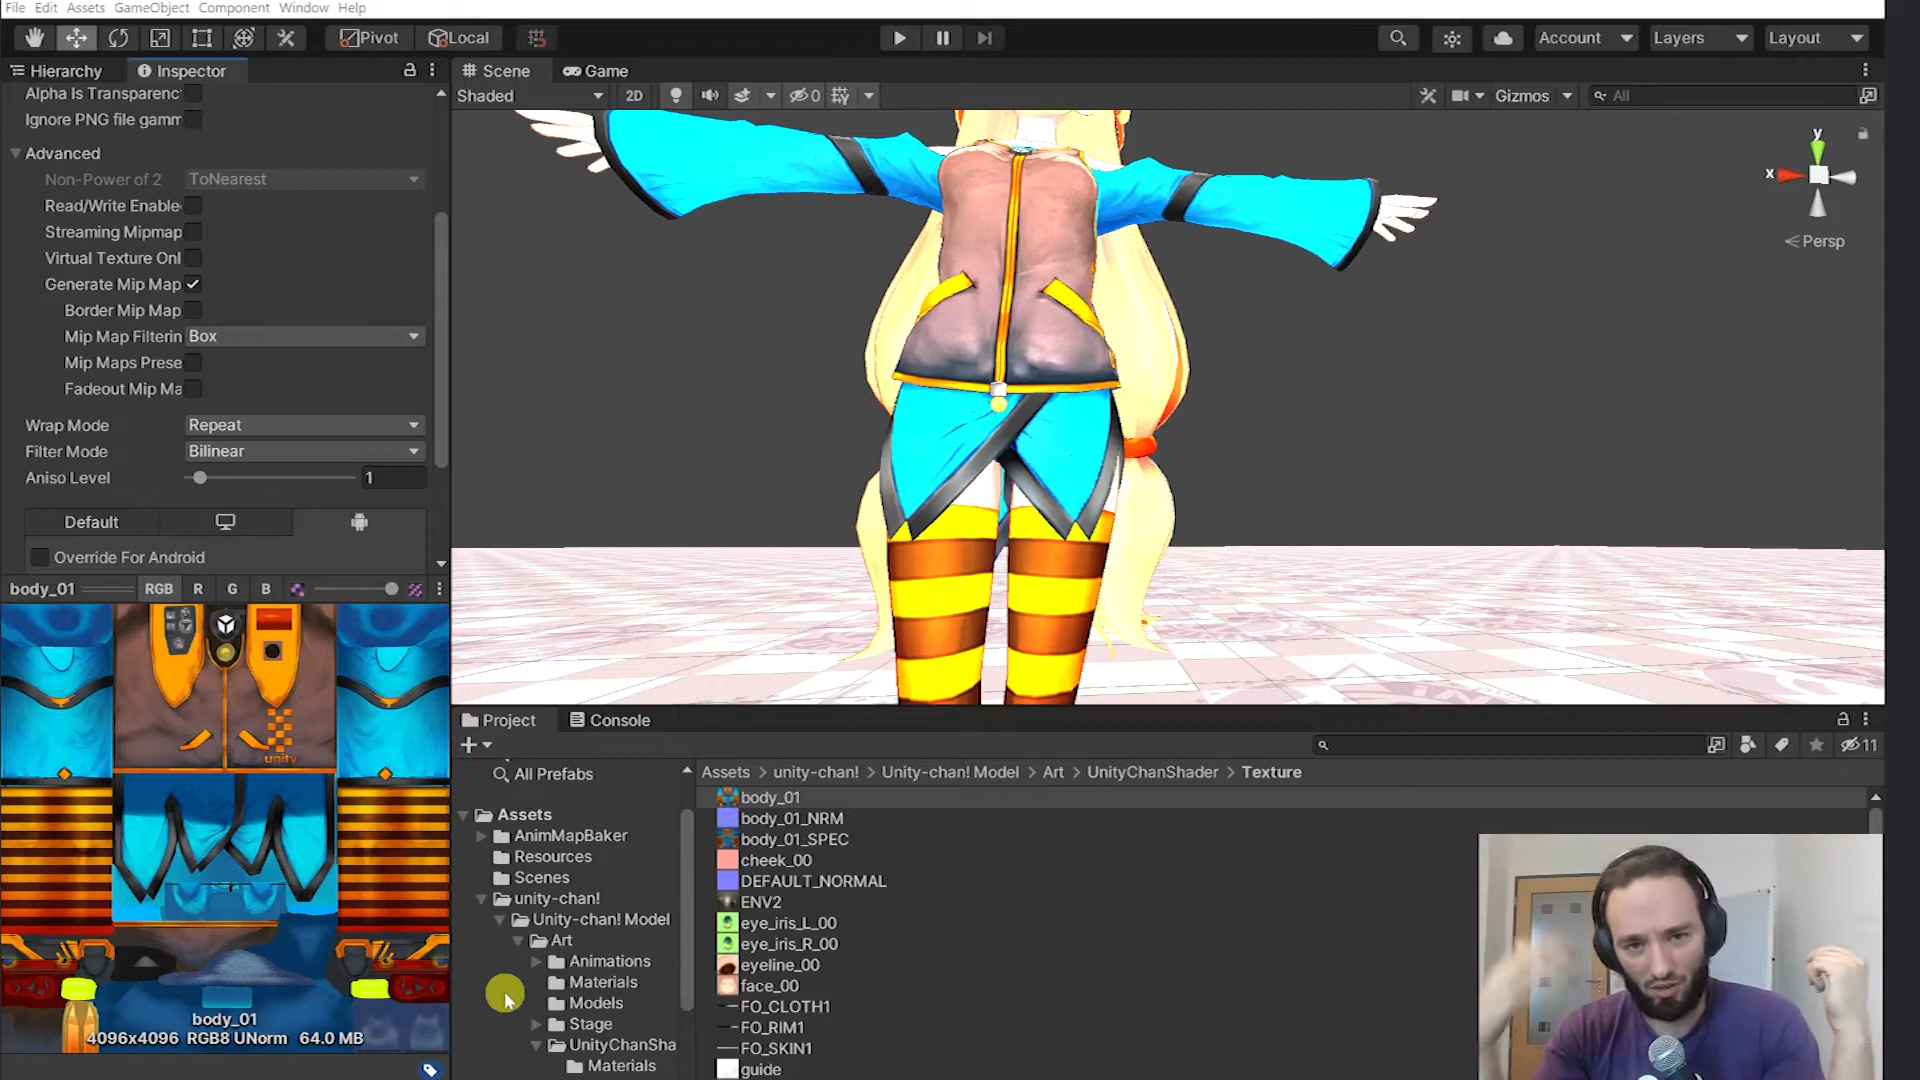 File Edit Assets GameObject Component Window Help
Pivot Local Account Layers Layout
Hierarchy Inspector
Scene Game
Shaded 2D 0 Gizmos All
Alpha Is Transparenc
Ignore PNG file gamm
Advanced
Non-Power of 2 ToNearest
Read/Write Enable
Streaming Mipmap
Virtual Texture Onl
Generate Mip Map
Border Mip Map
Mip Map Filterin Box
Mip Maps Prese
Fadeout Mip Ma
Wrap Mode Repeat
Filter Mode Bilinear
Aniso Level 1
Default
Override For Android
body_01 RGB R G B
unity
body_01
4096x4096 RGB8 UNorm 64.0 MB
y
x
Persp
Project Console
11
All Prefabs
Assets
AnimMapBaker
Resources
Scenes
unity-chan!
Unity-chan! Model
Art
Animations
Materials
Models
Stage
UnityChanSha
Materials
Assets > unity-chan! > Unity-chan! Model > Art > UnityChanShader > Texture
body_01
body_01_NRM
body_01_SPEC
cheek_00
DEFAULT_NORMAL
ENV2
eye_iris_L_00
eye_iris_R_00
eyeline_00
face_00
FO_CLOTH1
FO_RIM1
FO_SKIN1
guide